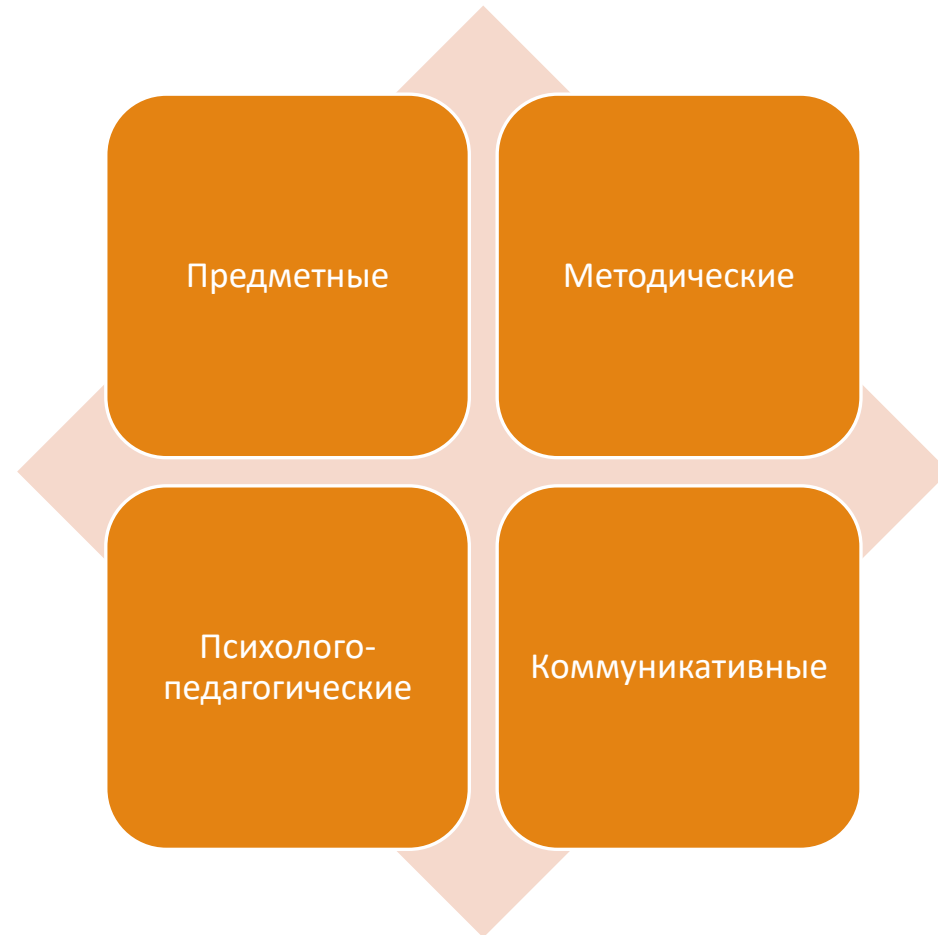 Предметные
Методические
Психолого-
педагогические
Коммуникативные